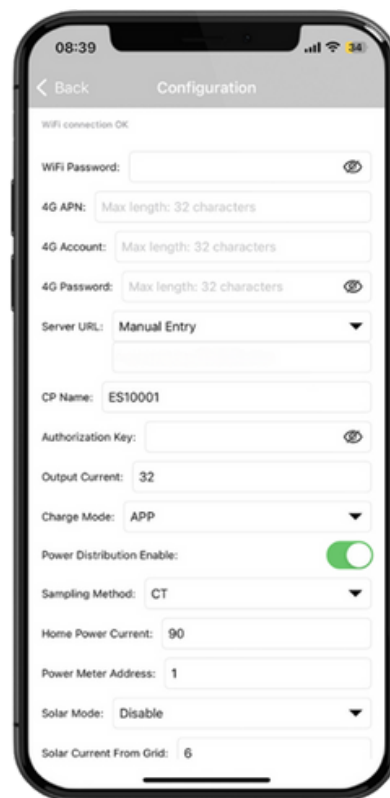 08:39
34
Back
Configuration
WiFi connection OK
WiFi Password:
4G APN: Max length: 32 characters
4G Account: Max length: 32 characters
4G Password: Max length: 32 characters
Server URL: Manual Entry
CP Name: ES10001
Authorization Key:
Output Current: 32
Charge Mode: APP
Power Distribution Enable:
Sampling Method: CT
Home Power Current: 90
Power Meter Address: 1
Solar Mode: Disable
Solar Current From Grid: 6